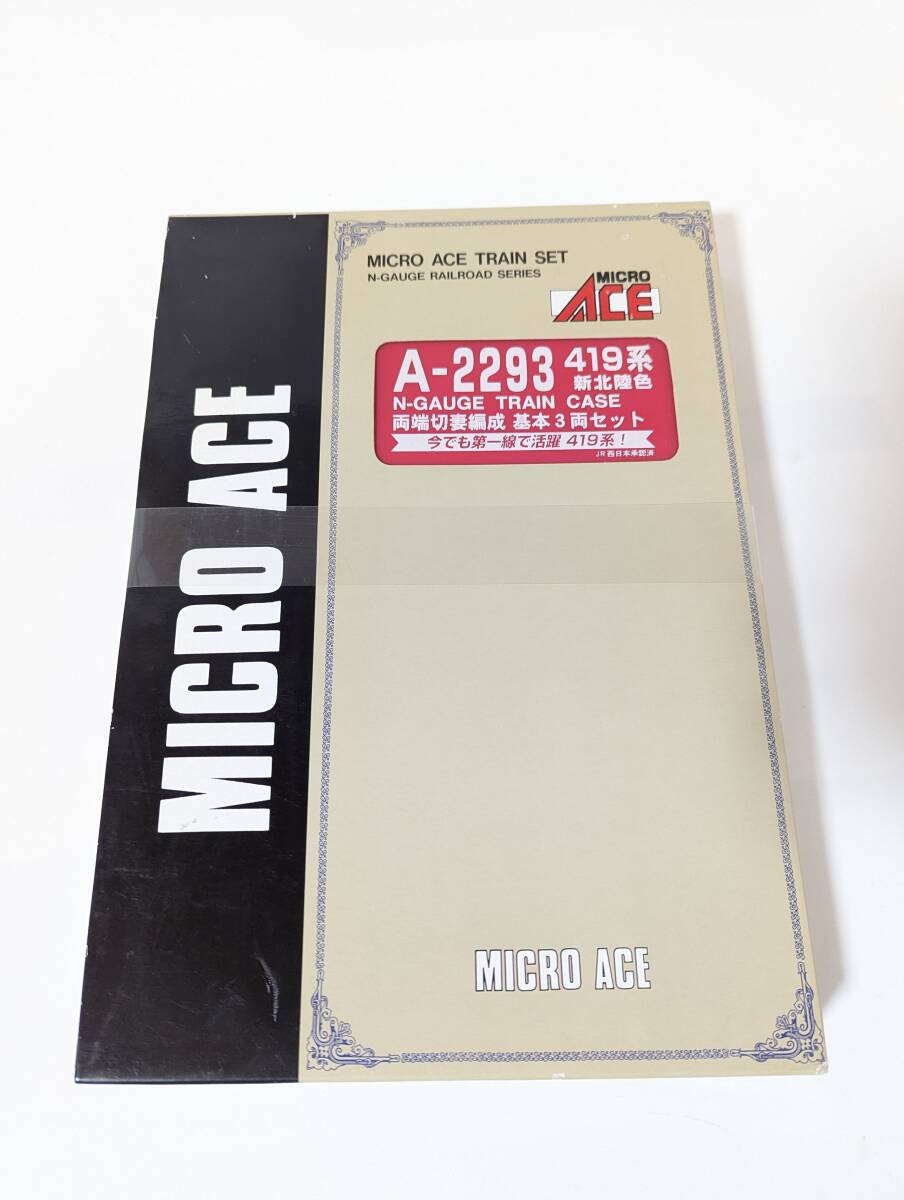 MICRO ACE
MICRO ACE TRAIN SET
N-GAUGE RAILROAD SERIES
MICRO
ACE
A-2293 419系
新北陸色
N-GAUGE TRAIN CASE
両端切妻編成 基本3両セット
今でも第一線で活躍 419系!
JR西日本承認済
MICRO ACE